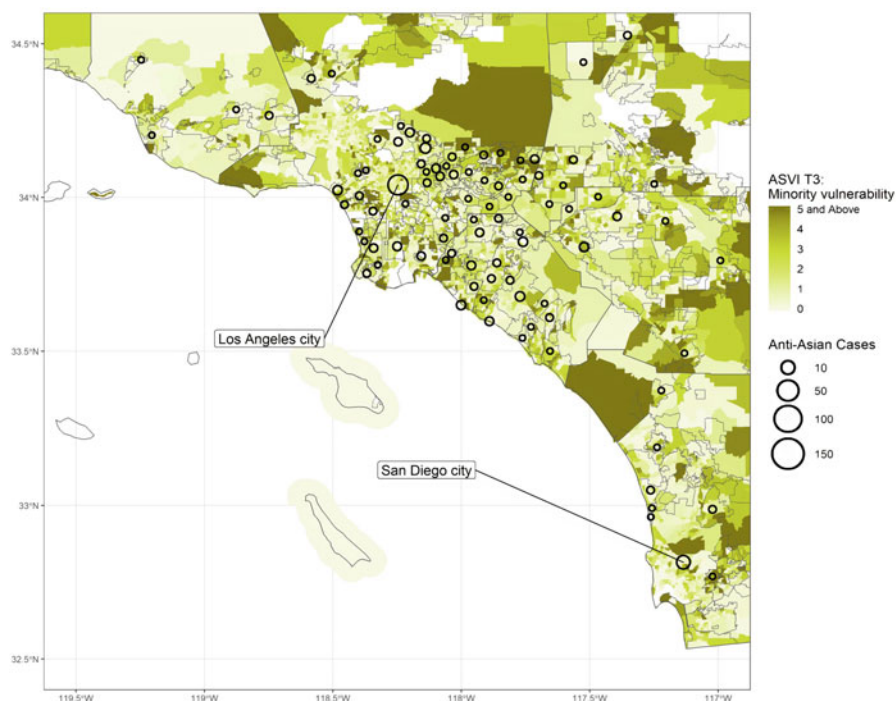 34.5°N
34°N
33.5°N
33°N
32.5°N
119.5°W
119°W
118.5°W
118°W
117.5°W
117°W
Los Angeles city
San Diego city
ASVI T3:
Minority vulnerability
5 and Above
4
3
2
1
0
Anti-Asian Cases
10
50
100
150